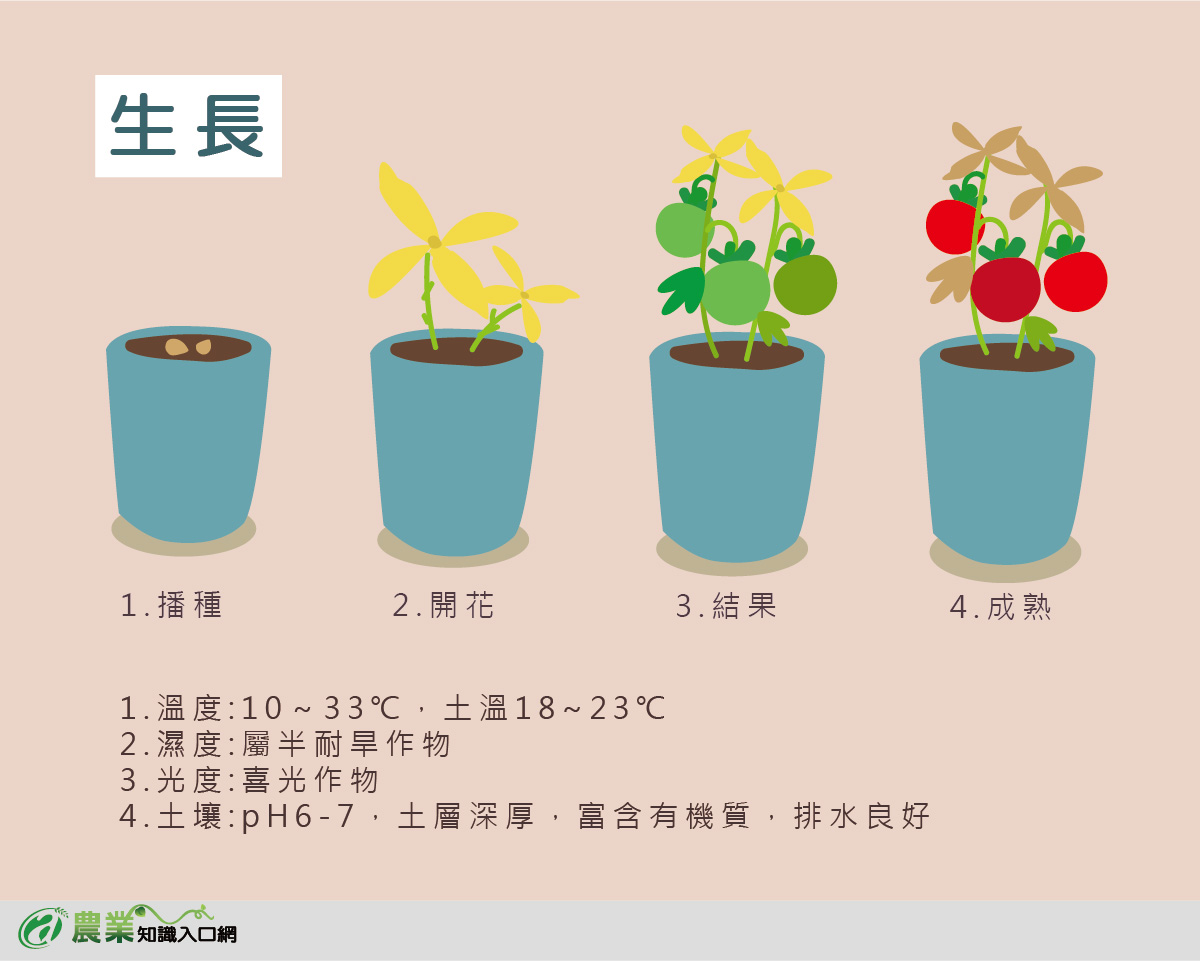 生長
1.播種
2.開花
3.結果
4.成熟
1.溫度:10~33℃，土溫18~23℃
2.濕度:屬半耐旱作物
3.光度:喜光作物
4.土壤:pH6-7，土層深厚，富含有機質，排水良好
農業知識入口網